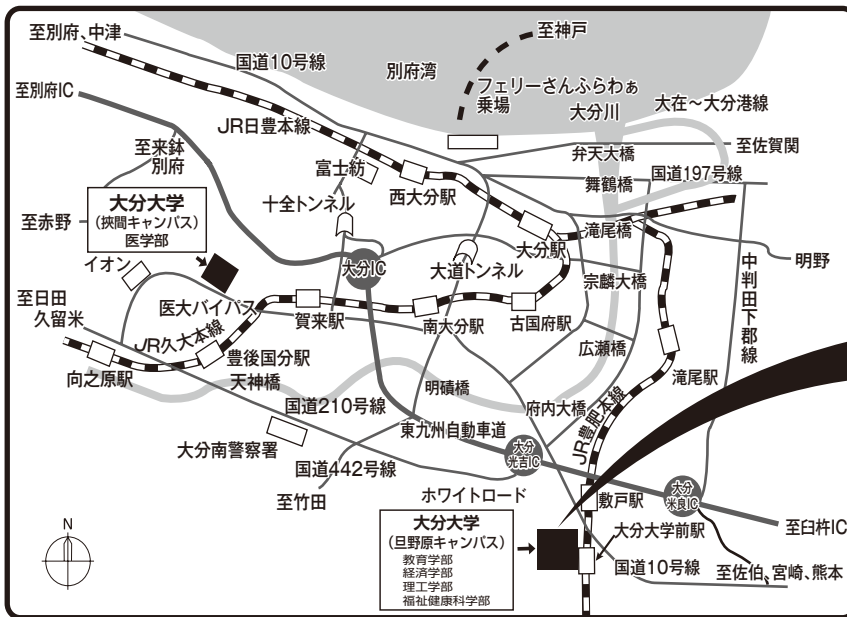 至別府、中津
国道10号線
別府湾
至神戸
フェリーさんふらわぁ
乗場
大分川
大在～大分港線
至別府IC
JR日豊本線
至佐賀関
弁天大橋
国道197号線
舞鶴橋
至来鉢
別府
富士紡
西大分駅
十全トンネル
大分大学
(挾間キャンパス)
医学部
至赤野
イオン
大分IC
大道トンネル
大分駅
滝尾橋
宗麟大橋
明野
中判田下郡線
至日田
久留米
医大バイパス
賀来駅
南大分駅
古国府駅
JR久大本線
豊後国分駅
向之原駅
天神橋
広瀬橋
滝尾駅
明磧橋
府内大橋
国道210号線
東九州自動車道
JR豊肥本線
大分南警察署
国道442号線
大分
光吉IC
至竹田
ホワイトロード
敷戸駅
大分
米良IC
大分大学
(旦野原キャンパス)
教育学部
経済学部
理工学部
福祉健康科学部
大分大学前駅
至臼杵IC
国道10号線
至佐伯、宮崎、熊本
N